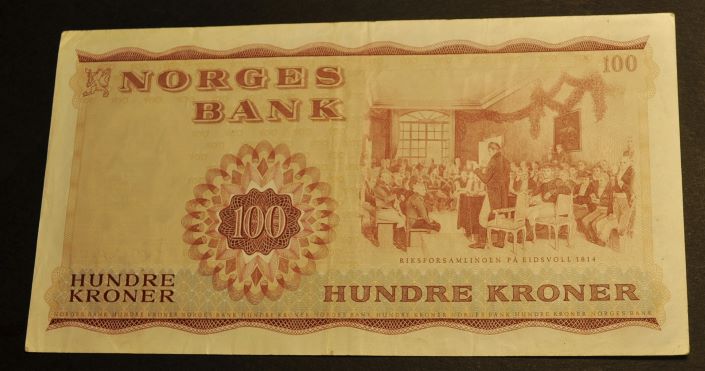 NORGES
BANK
100
100
RIKSFORSAMLINGEN PÅ EIDSVOLL 1814
HUNDRE
KRONER
HUNDRE KRONER
NORGES BANK HUNDRE KRONER NORGES BANK HUNDRE KRONER NORGES BANK HUNDRE KRONER NORGES BANK HUNDRE KRONER NORGES BANK